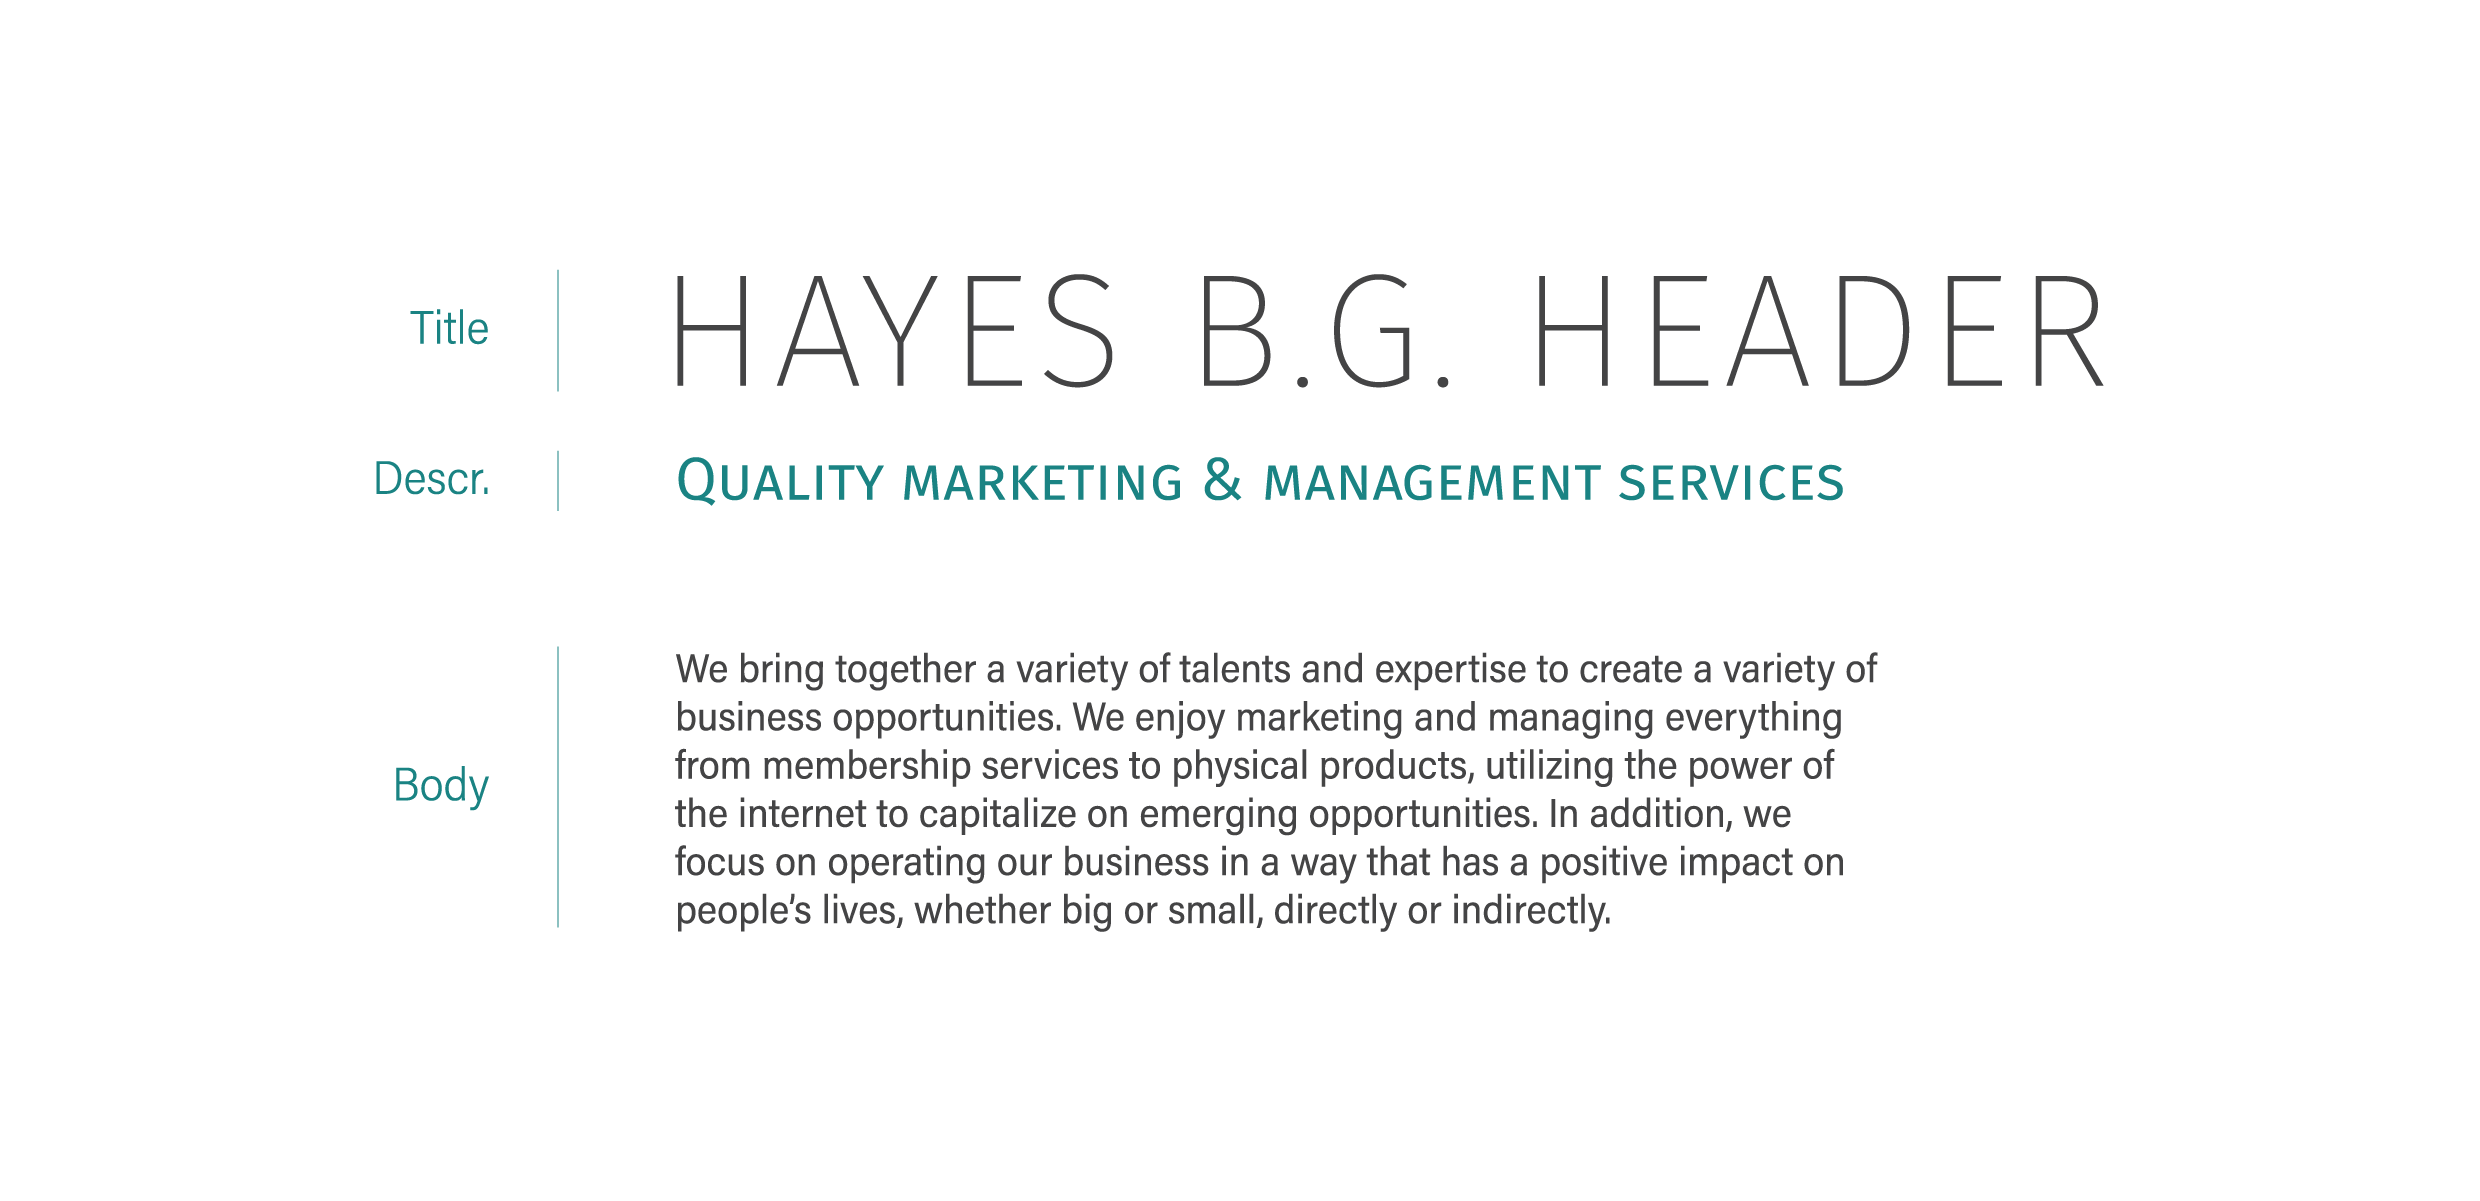 Title
HAYES B.G. HEADER
Descr.
Quality marketing & management services
Body
We bring together a variety of talents and expertise to create a variety of
business opportunities. We enjoy marketing and managing everything
from membership services to physical products, utilizing the power of
the internet to capitalize on emerging opportunities. In addition, we
focus on operating our business in a way that has a positive impact on
people’s lives, whether big or small, directly or indirectly.